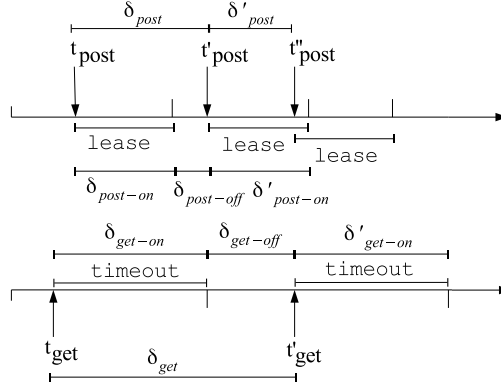 δpost δ'post
tpost t'post t"post
lease lease lease
δpost−on δpost−off δ'post−on
δget−on δget−off δ'get−on
timeout timeout
tget δget t'get